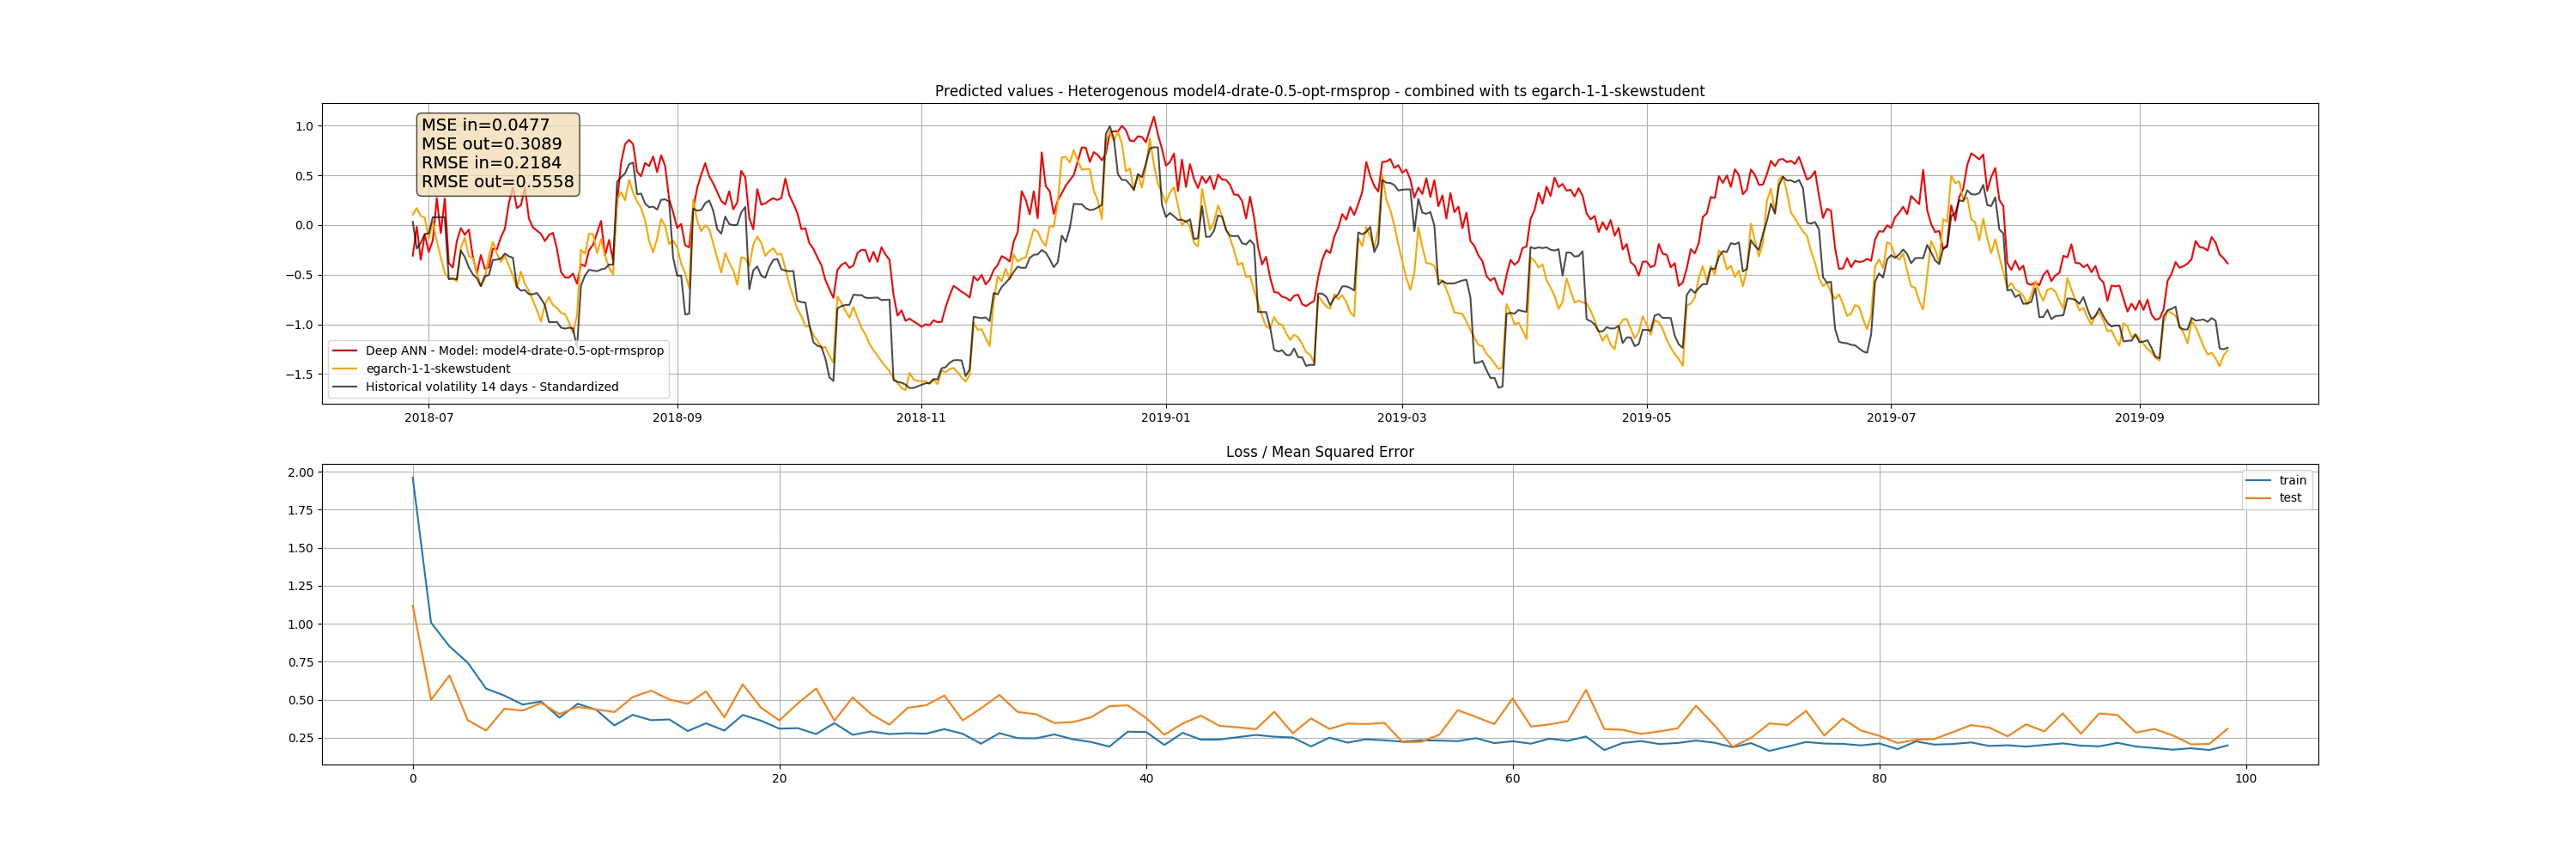 Predicted values - Heterogenous model4-drate-0.5-opt-rmsprop - combined with ts egarch-1-1-skewstudent
1.0
0.5
0.0
−0.5
−1.0
−1.5
MSE in=0.0477
MSE out=0.3089
RMSE in=0.2184
RMSE out=0.5558
Deep ANN - Model: model4-drate-0.5-opt-rmsprop
egarch-1-1-skewstudent
Historical volatility 14 days - Standardized
2018-07 2018-09 2018-11 2019-01 2019-03 2019-05 2019-07 2019-09
Loss / Mean Squared Error
2.00
1.75
1.50
1.25
1.00
0.75
0.50
0.25
train
test
0 20 40 60 80 100